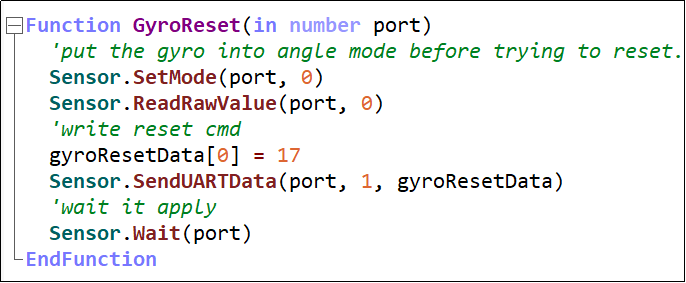 Function GyroReset(in number port)
'put the gyro into angle mode before trying to reset.
Sensor.SetMode(port, 0)
Sensor.ReadRawValue(port, 0)
'write reset cmd
gyroResetData[0] = 17
Sensor.SendUARTData(port, 1, gyroResetData)
'wait it apply
Sensor.Wait(port)
EndFunction